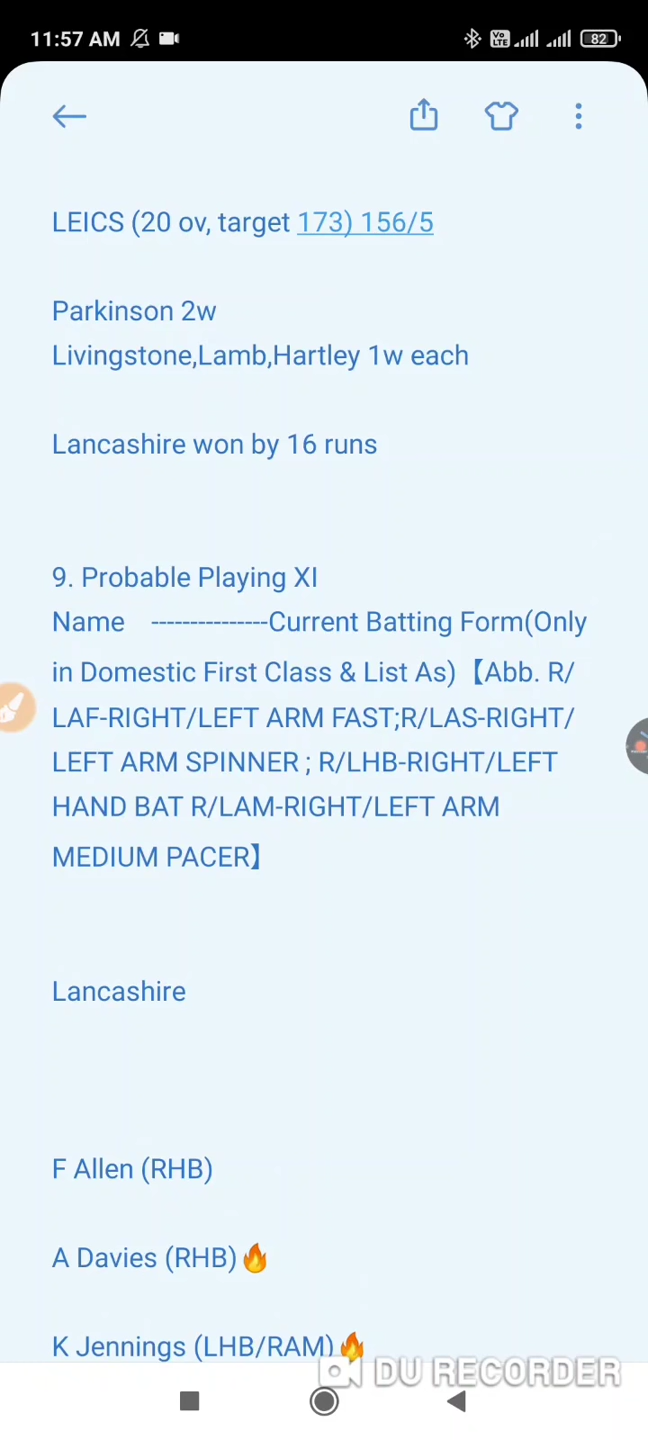 11:57 AM
Vo LTE
82
LEICS (20 ov, target 173) 156/5
Parkinson 2w
Livingstone,Lamb,Hartley 1w each
Lancashire won by 16 runs
9. Probable Playing XI
Name ---------------Current Batting Form(Only
in Domestic First Class & List As)【Abb. R/
LAF-RIGHT/LEFT ARM FAST;R/LAS-RIGHT/
LEFT ARM SPINNER ; R/LHB-RIGHT/LEFT
HAND BAT R/LAM-RIGHT/LEFT ARM
MEDIUM PACER】
Lancashire
F Allen (RHB)
A Davies (RHB)🔥
K Jennings (LHB/RAM)🔥
DU RECORDER